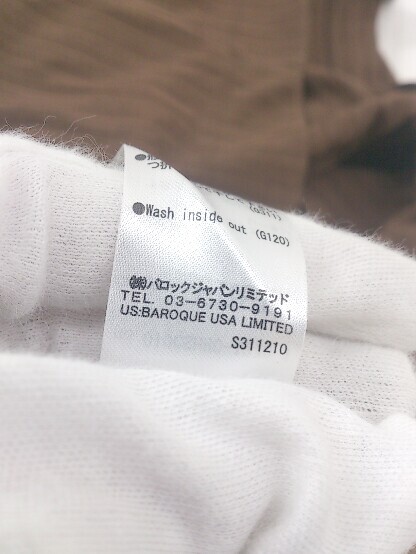 (G311)
●Wash inside out (G120)
㈱バロックジャパンリミテッド
TEL. 03-6730-9191
US:BAROQUE USA LIMITED
S311210